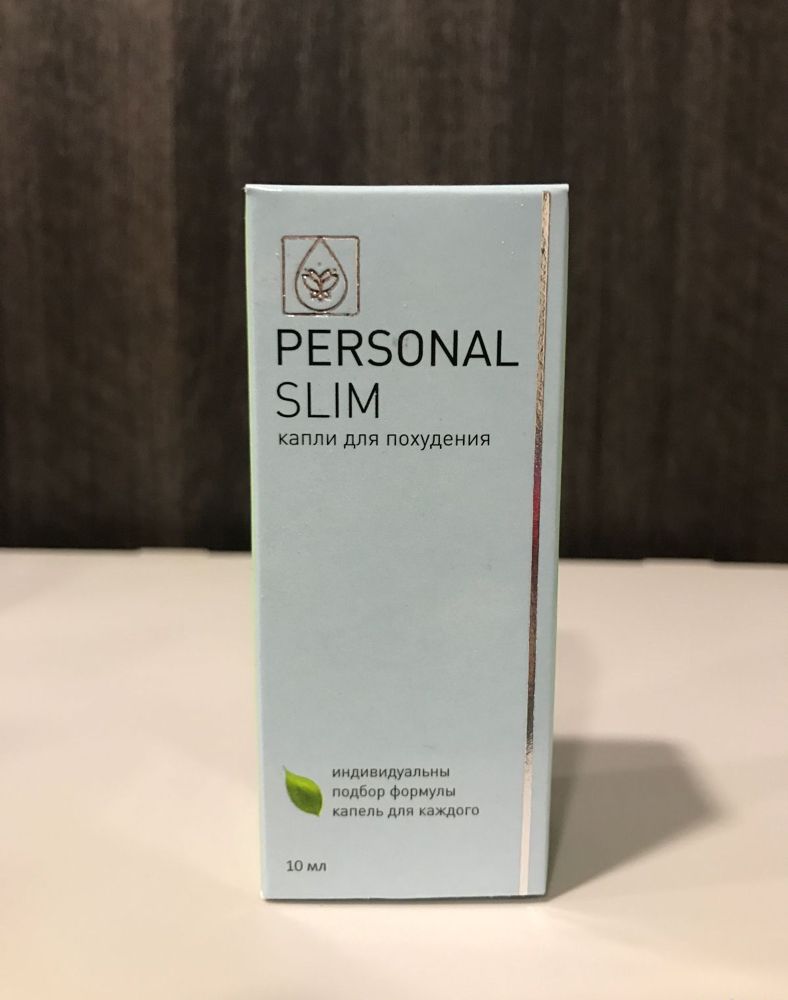 PERSONAL
SLIM
капли для похудения
индивидуальны
подбор формулы
капель для каждого
10 мл